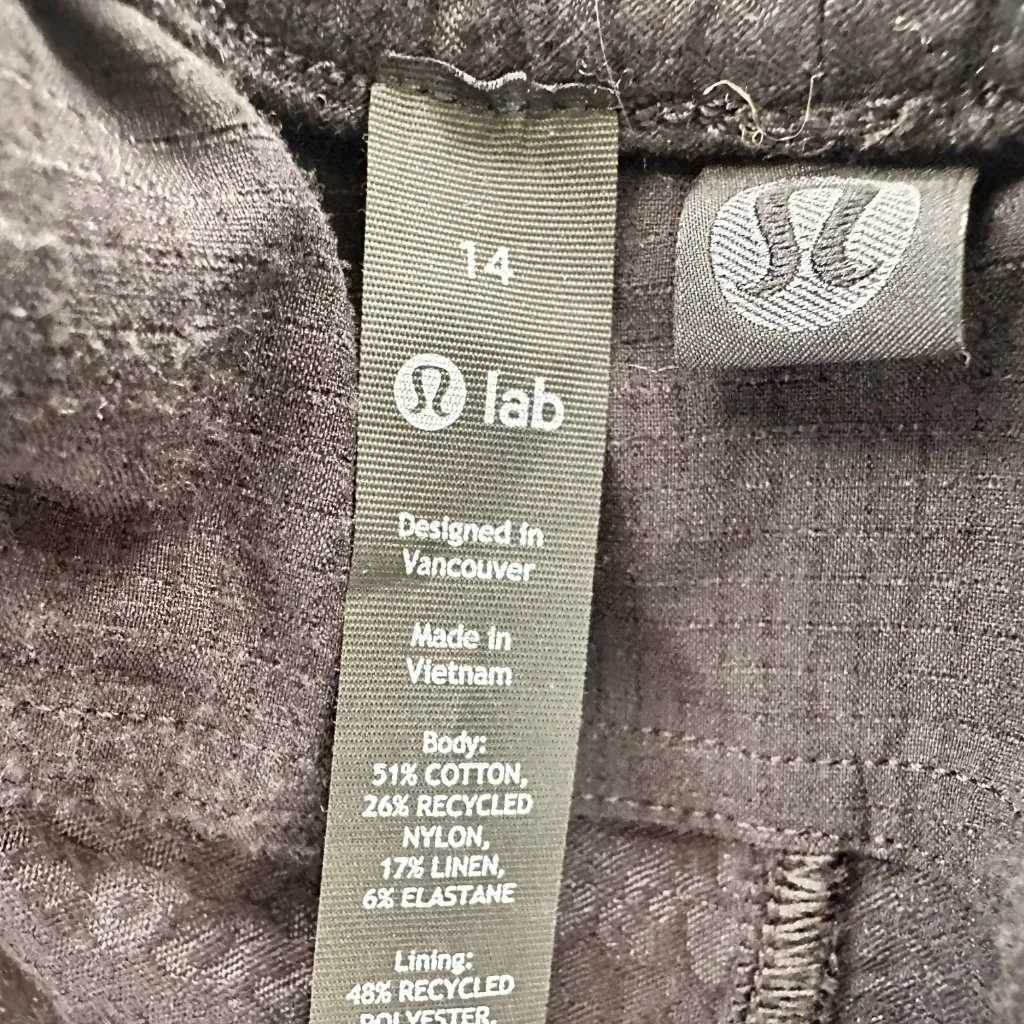 14
lab
Designed in
Vancouver
Made in
Vietnam
Body:
51% COTTON,
26% RECYCLED
NYLON,
17% LINEN,
6% ELASTANE
Lining:
48% RECYCLED
POLYESTER,